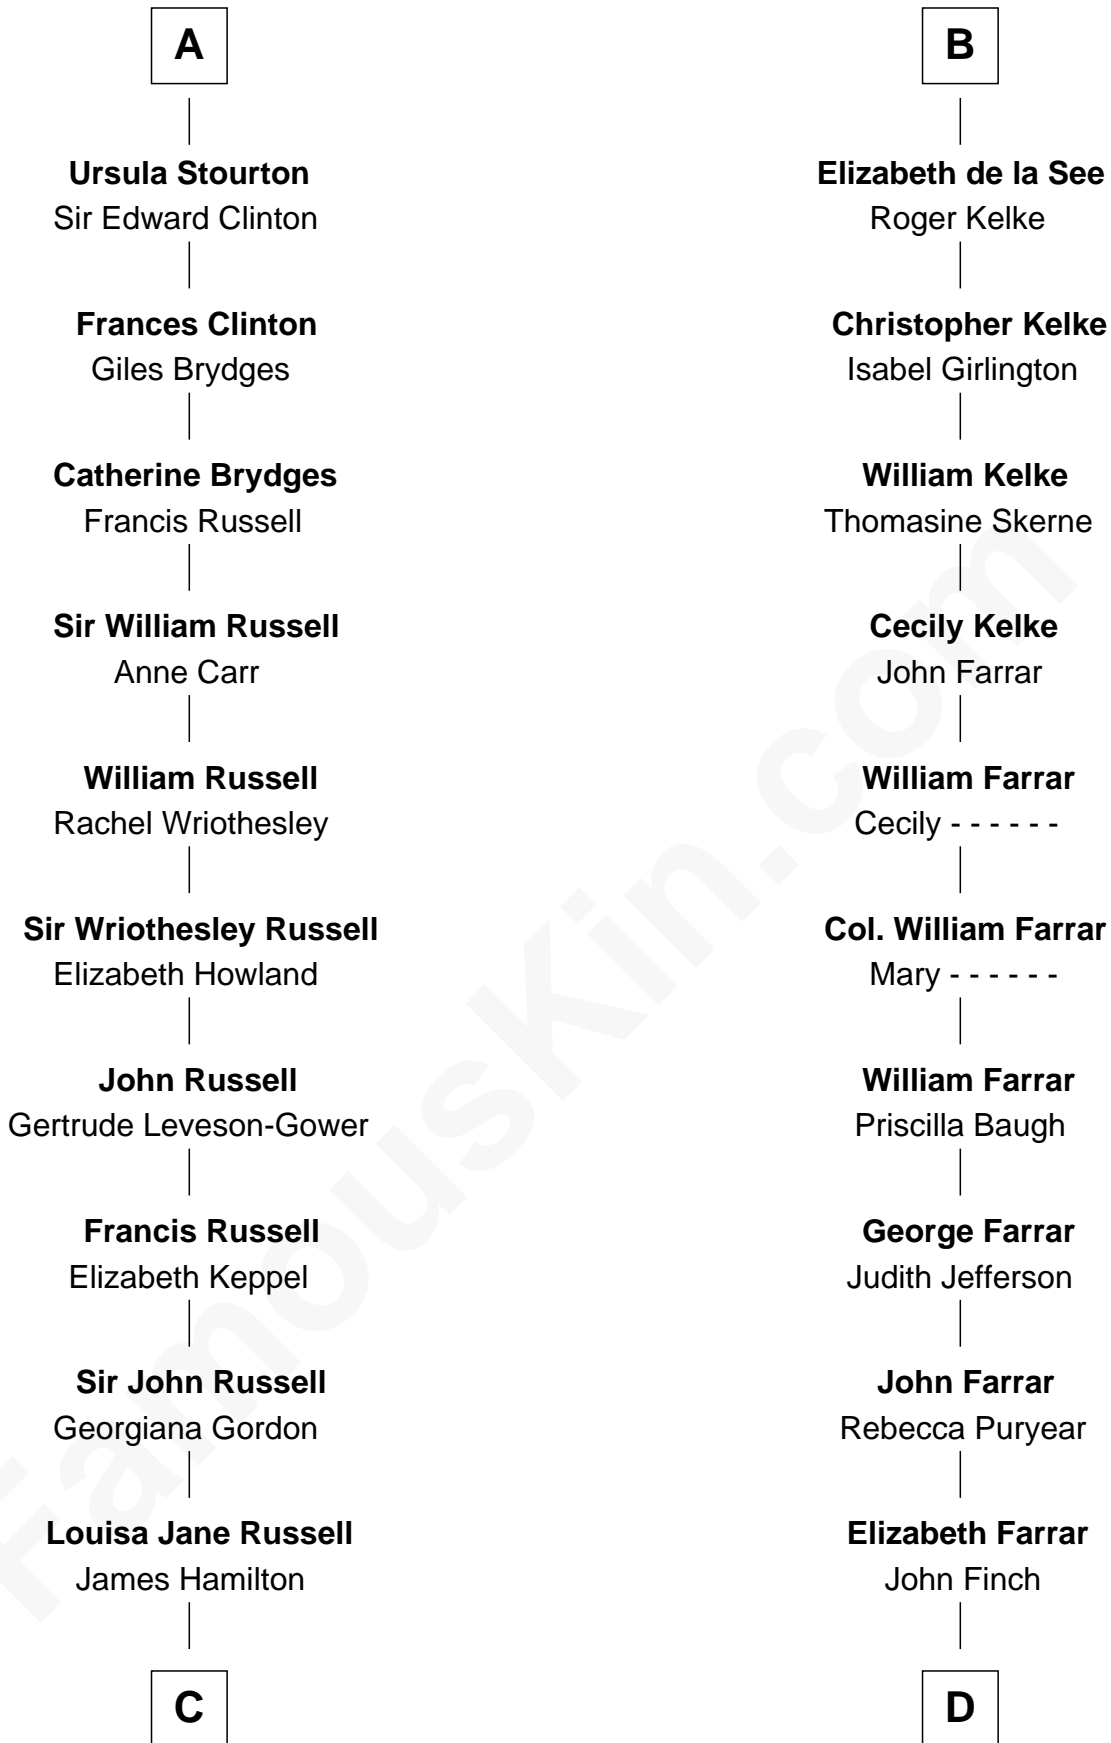 A
Ursula Stourton
Sir Edward Clinton
Frances Clinton
Giles Brydges
Catherine Brydges
Francis Russell
Sir William Russell
Anne Carr
William Russell
Rachel Wriothesley
Sir Wriothesley Russell
Elizabeth Howland
John Russell
Gertrude Leveson-Gower
Francis Russell
Elizabeth Keppel
Sir John Russell
Georgiana Gordon
Louisa Jane Russell
James Hamilton
C
B
Elizabeth de la See
Roger Kelke
Christopher Kelke
Isabel Girlington
William Kelke
Thomasine Skerne
Cecily Kelke
John Farrar
William Farrar
Cecily - - - - - -
Col. William Farrar
Mary - - - - - -
William Farrar
Priscilla Baugh
George Farrar
Judith Jefferson
John Farrar
Rebecca Puryear
Elizabeth Farrar
John Finch
D
FamousKin.com